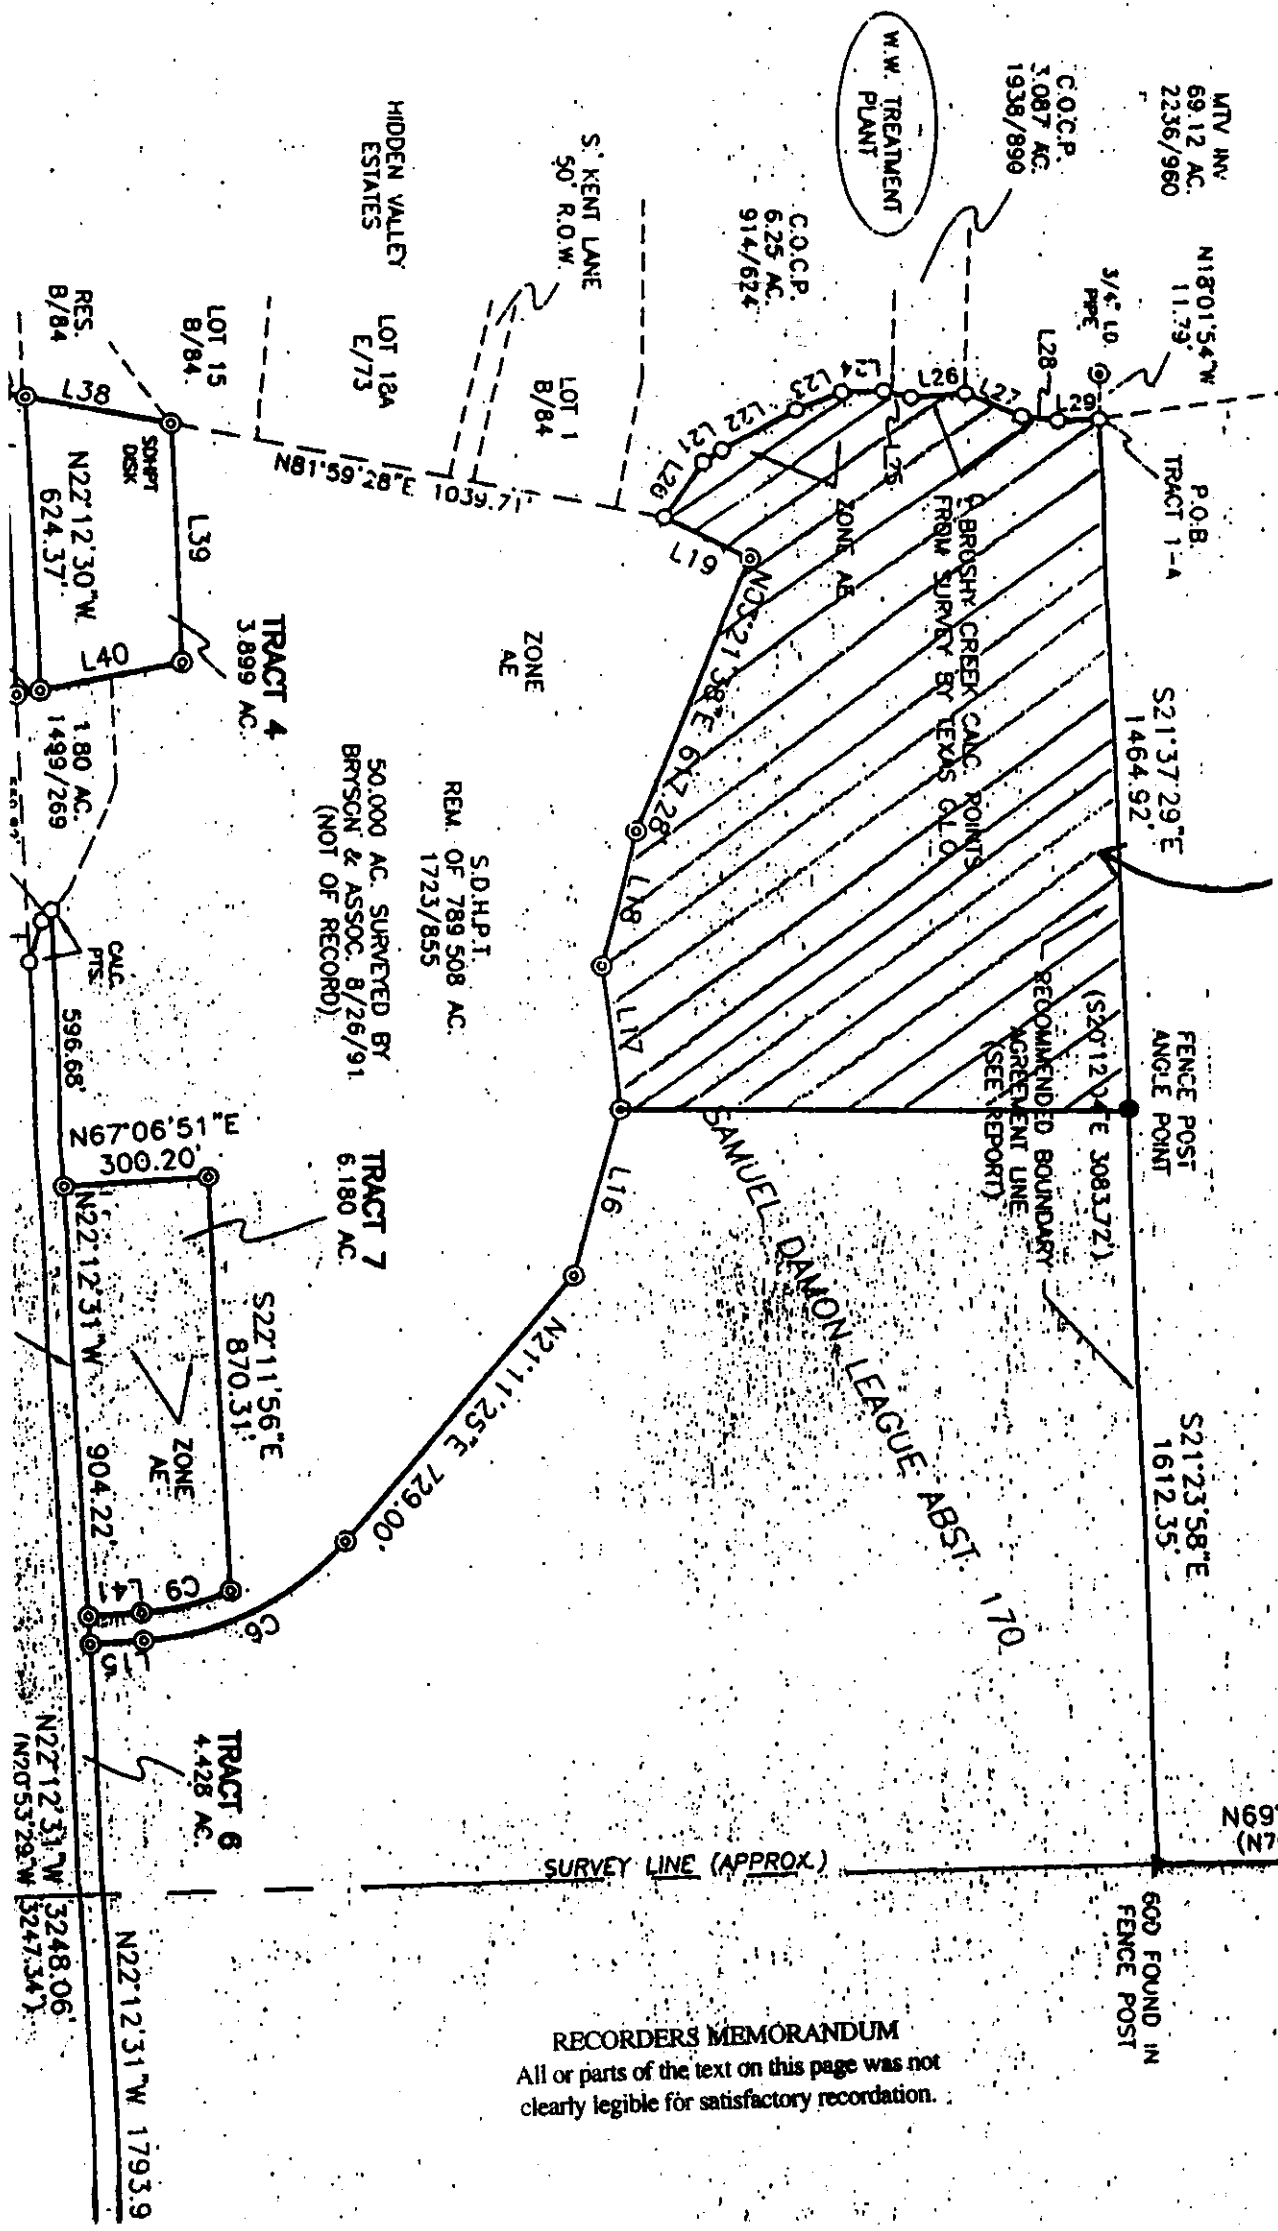 MTV INV
69.12 AC.
2236/960
N18°01'54"W
11.79'
C.O.C.P.
3.087 AC.
1938/890
3/4" I.D.
PIPE
W.W. TREATMENT
PLANT
C.O.C.P.
6.25 AC.
914/624
S. KENT LANE
50' R.O.W.
HIDDEN VALLEY
ESTATES
LOT 1
B/84
LOT 18A
E/73
LOT 15
B/84
RES.
B/84
P.O.B.
TRACT 1-A
L29
L28
L27
L26
L25
L24
L23
L22
L21
L20
L19
N81°59'28"E 1039.71'
L38
SDHPT
DISK
L39
N22°12'30"W
624.37'
L40
TRACT 4
3.899 AC.
1.80 AC.
1499/269
ZONE AE
BRUSHY CREEK CALC. POINTS
FROM SURVEY BY TEXAS G.L.O.
S21°37'29"E
1464.92'
N03°21'38"E 617.28'
ZONE
AE
L18
L17
L16
S.D.H.P.T.
REM. OF 789.508 AC.
1723/855
50.000 AC. SURVEYED BY
BRYSON & ASSOC. 8/26/91
(NOT OF RECORD)
CALC.
PTS.
596.68'
FENCE POST
ANGLE POINT
(S20°12'04"E 3083.72')
RECOMMENDED BOUNDARY
AGREEMENT LINE
(SEE REPORT)
N67°06'51"E
300.20'
TRACT 7
6.180 AC.
SAMUEL DAMON LEAGUE ABST. 170
S21°23'58"E
1612.35'
N21°11'25"E 729.00'
S22°11'56"E
870.31'
N22°12'31"W 904.22'
ZONE
AE
L41
C9
C6
TRACT 6
4.428 AC.
N22°12'31"W 3248.06'
(N20°53'29"W 3247.34')
N22°12'31"W 1793.9
SURVEY LINE (APPROX.)
N69°
(N7
60D FOUND IN
FENCE POST
RECORDERS MEMORANDUM
All or parts of the text on this page was not
clearly legible for satisfactory recordation.